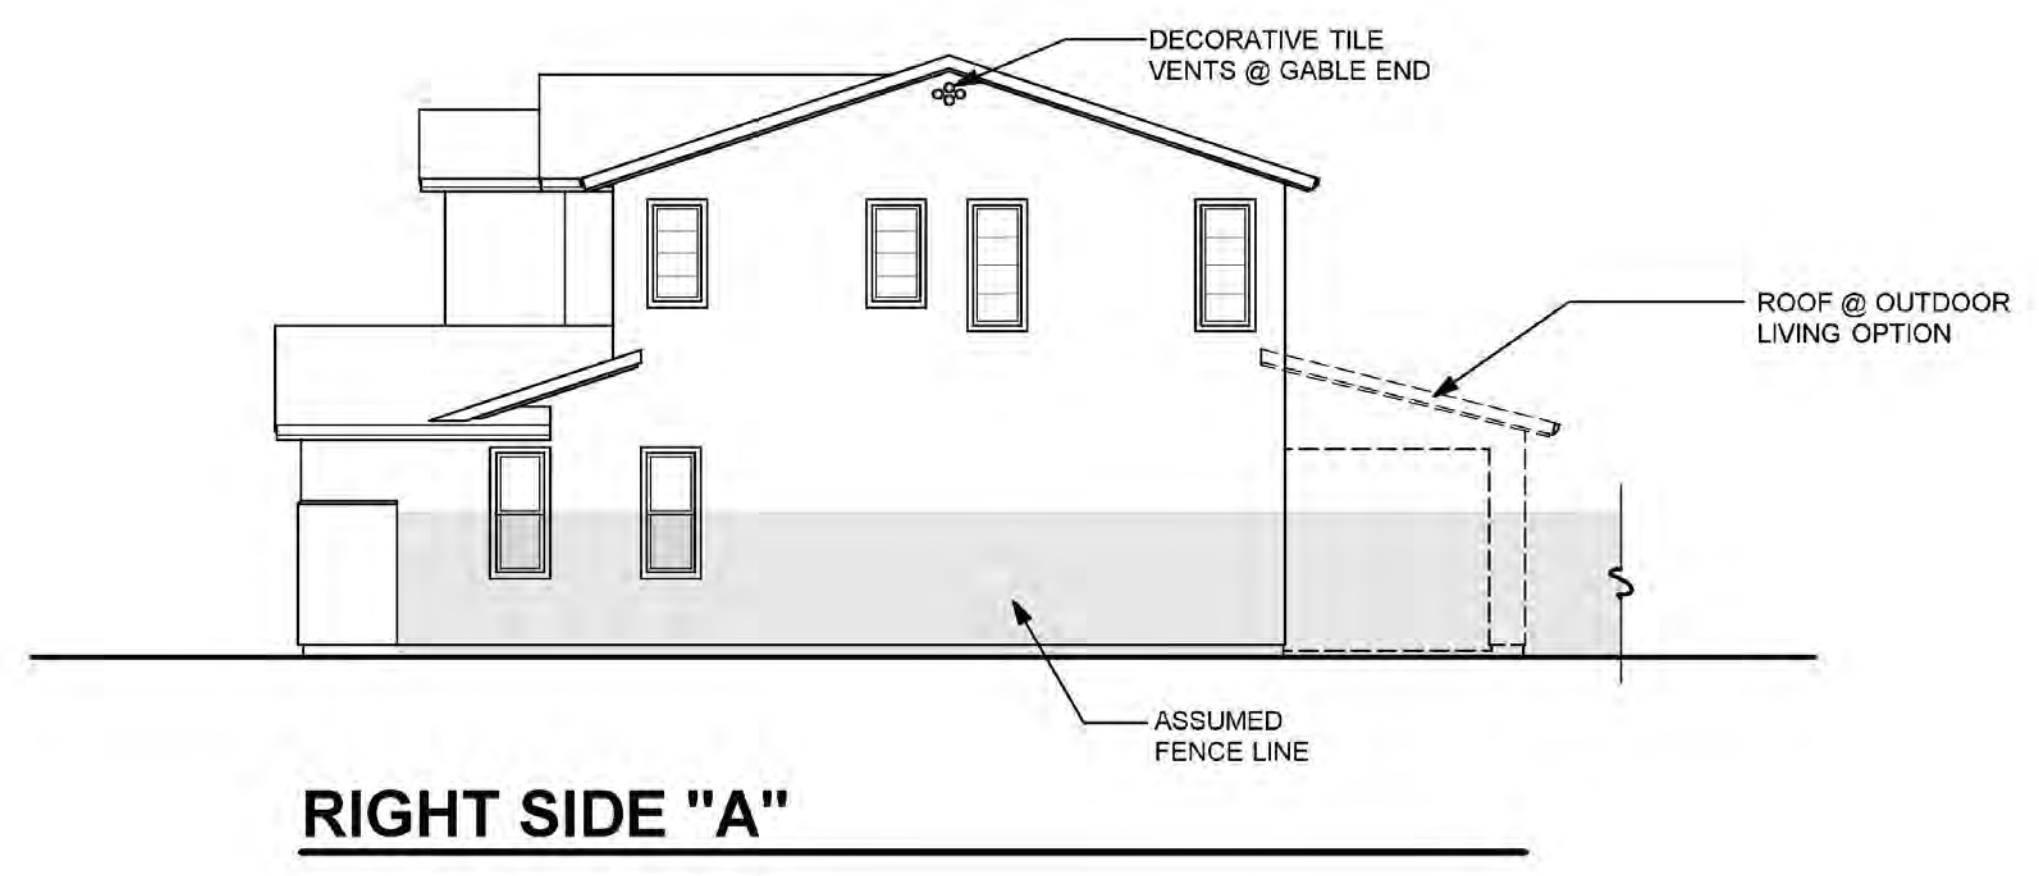 DECORATIVE TILE
VENTS @ GABLE END
ROOF @ OUTDOOR
LIVING OPTION
ASSUMED
FENCE LINE
RIGHT SIDE "A"